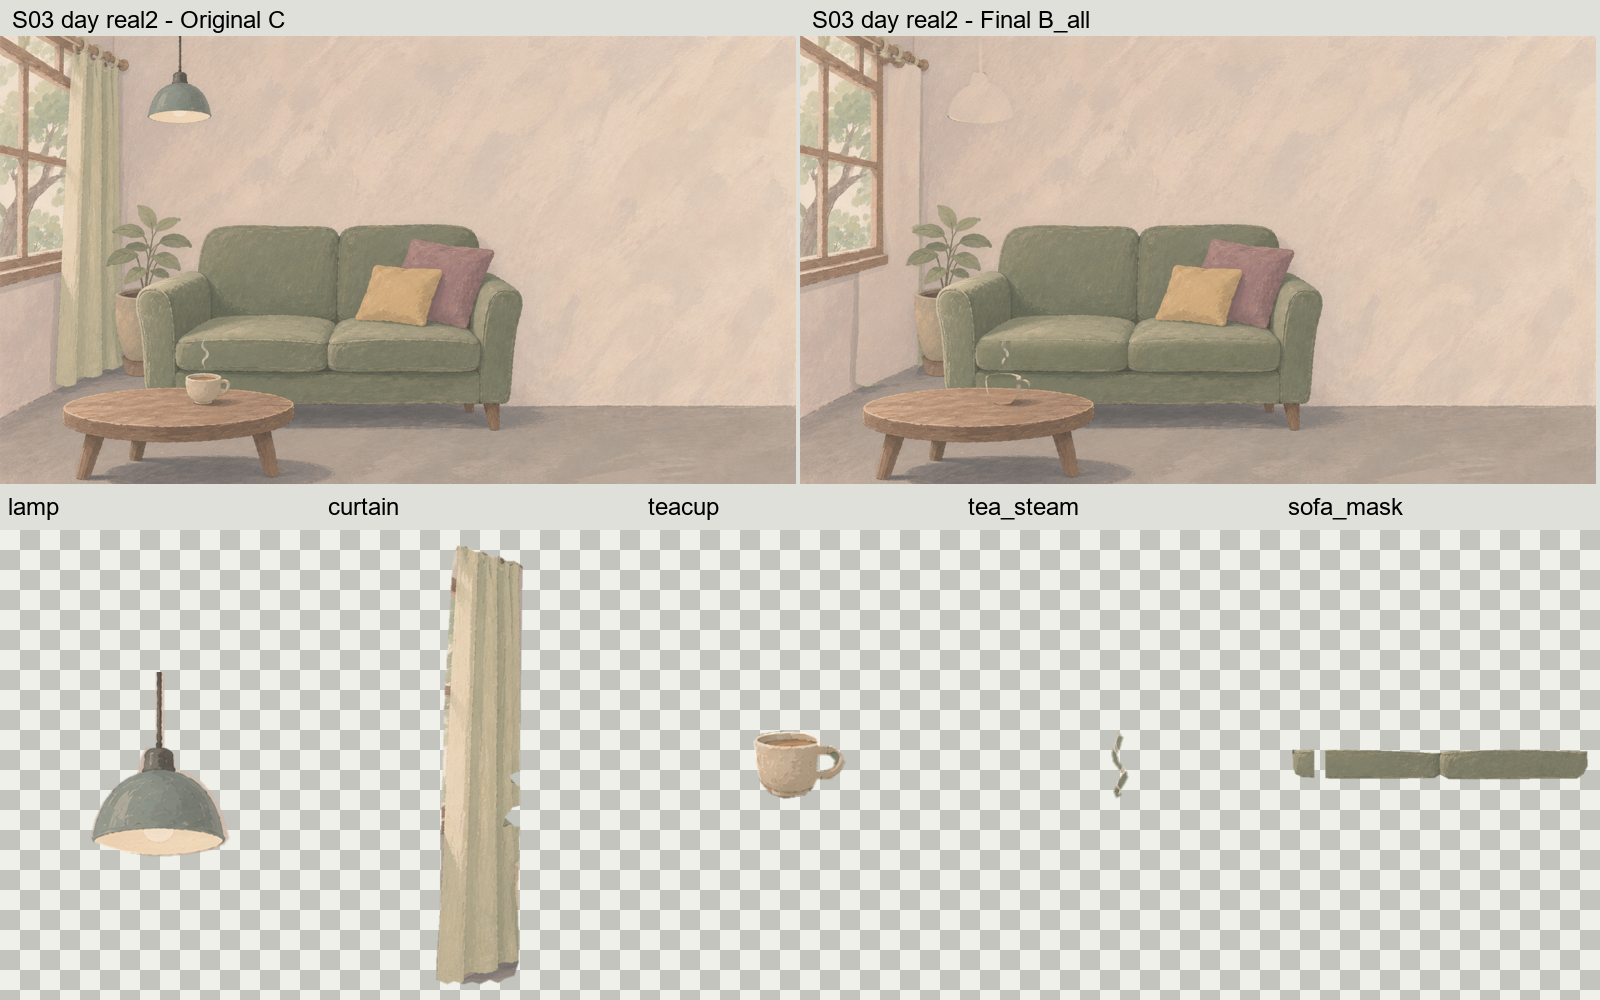 S03 day real2 - Original C
S03 day real2 - Final B_all
lamp
curtain
teacup
tea_steam
sofa_mask